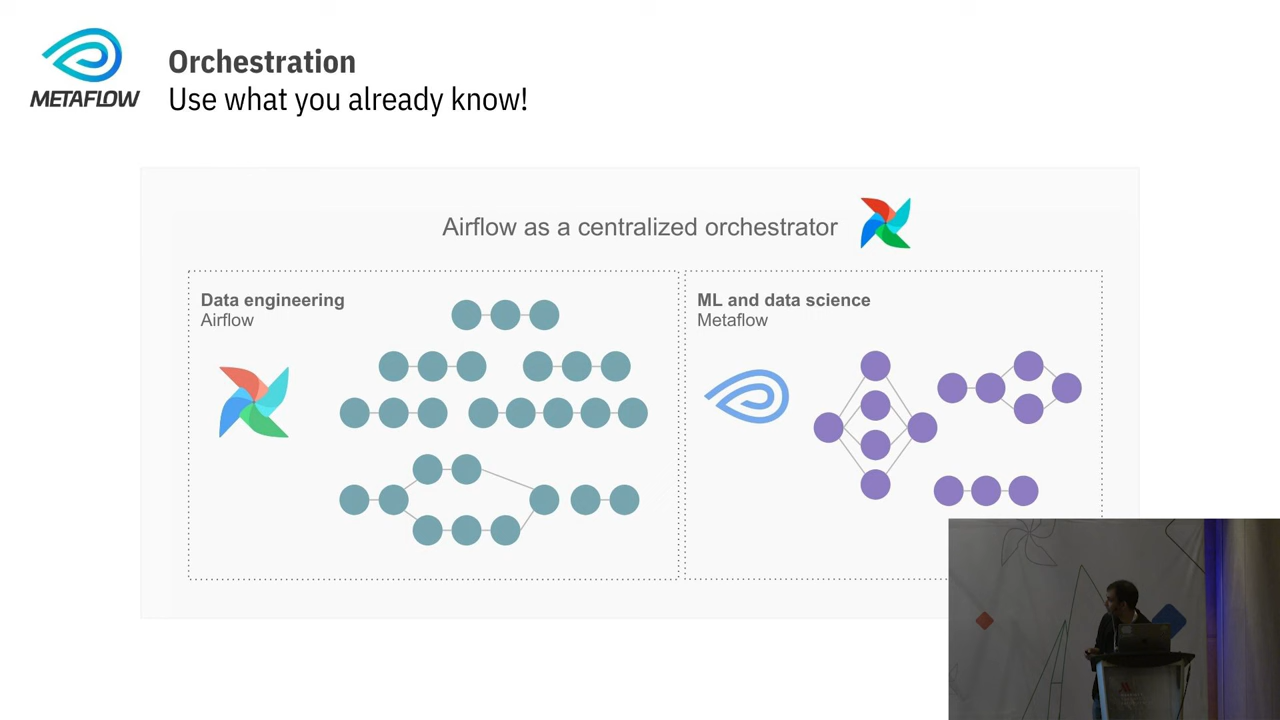 METAFLOW
Orchestration
Use what you already know!
Airflow as a centralized orchestrator
Data engineering
Airflow
ML and data science
Metaflow